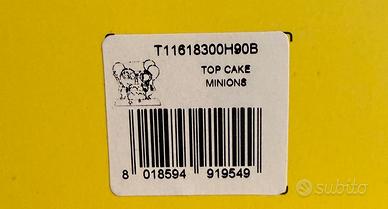 T11618300H90B
TOP CAKE
MINIONS
8 018594 919549
subito